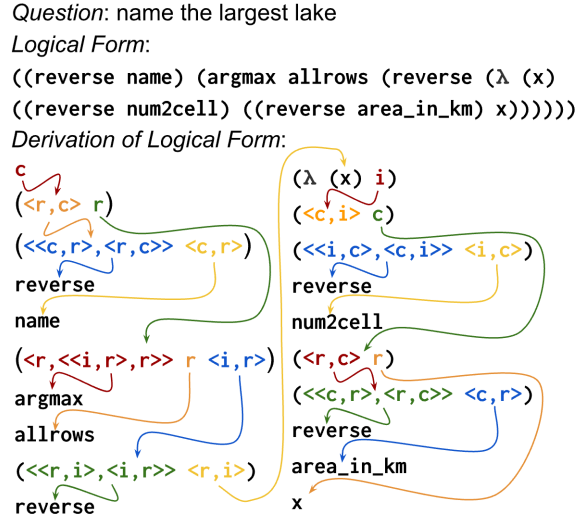 Question: name the largest lake
Logical Form:
((reverse name) (argmax allrows (reverse (λ (x)
((reverse num2cell) ((reverse area_in_km) x))))))
Derivation of Logical Form:
c
(<r,c> r)
(<<c,r>,<r,c>> <c,r>)
reverse
name
(<r,<<i,r>,r>> r <i,r>)
argmax
allrows
(<<r,i>,<i,r>> <r,i>)
reverse
(λ (x) i)
(<c,i> c)
(<<i,c>,<c,i>> <i,c>)
reverse
num2cell
(<r,c> r)
(<<c,r>,<r,c>> <c,r>)
reverse
area_in_km
x